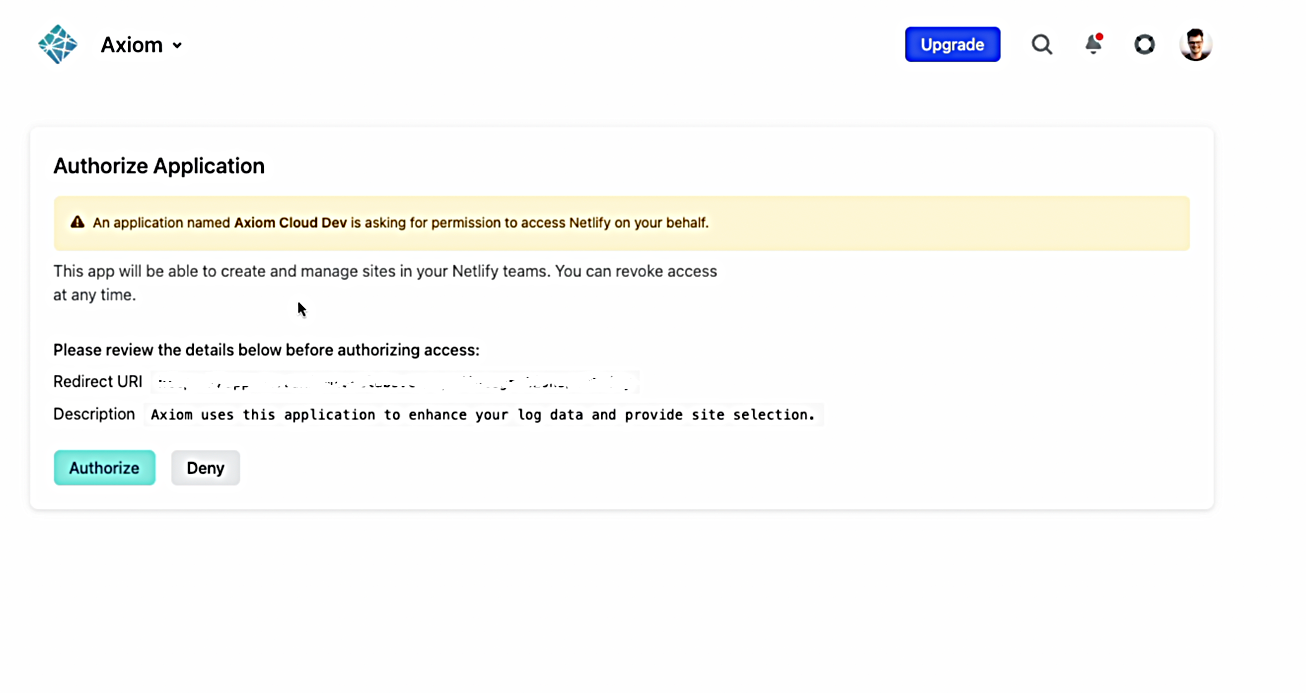 Axiom
Upgrade
Authorize Application
An application named Axiom Cloud Dev is asking for permission to access Netlify on your behalf.
This app will be able to create and manage sites in your Netlify teams. You can revoke access
at any time.
Please review the details below before authorizing access:
Redirect URI
Description Axiom uses this application to enhance your log data and provide site selection.
Authorize Deny